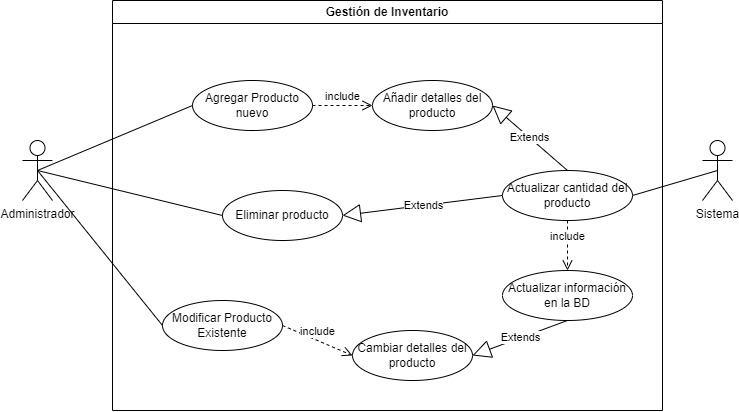 Gestión de Inventario
Agregar Producto
nuevo
include
Añadir detalles del
producto
Extends
Administrador
Eliminar producto
Extends
Actualizar cantidad del
producto
Sistema
include
Actualizar información
en la BD
Modificar Producto
Existente
include
Cambiar detalles del
producto
Extends